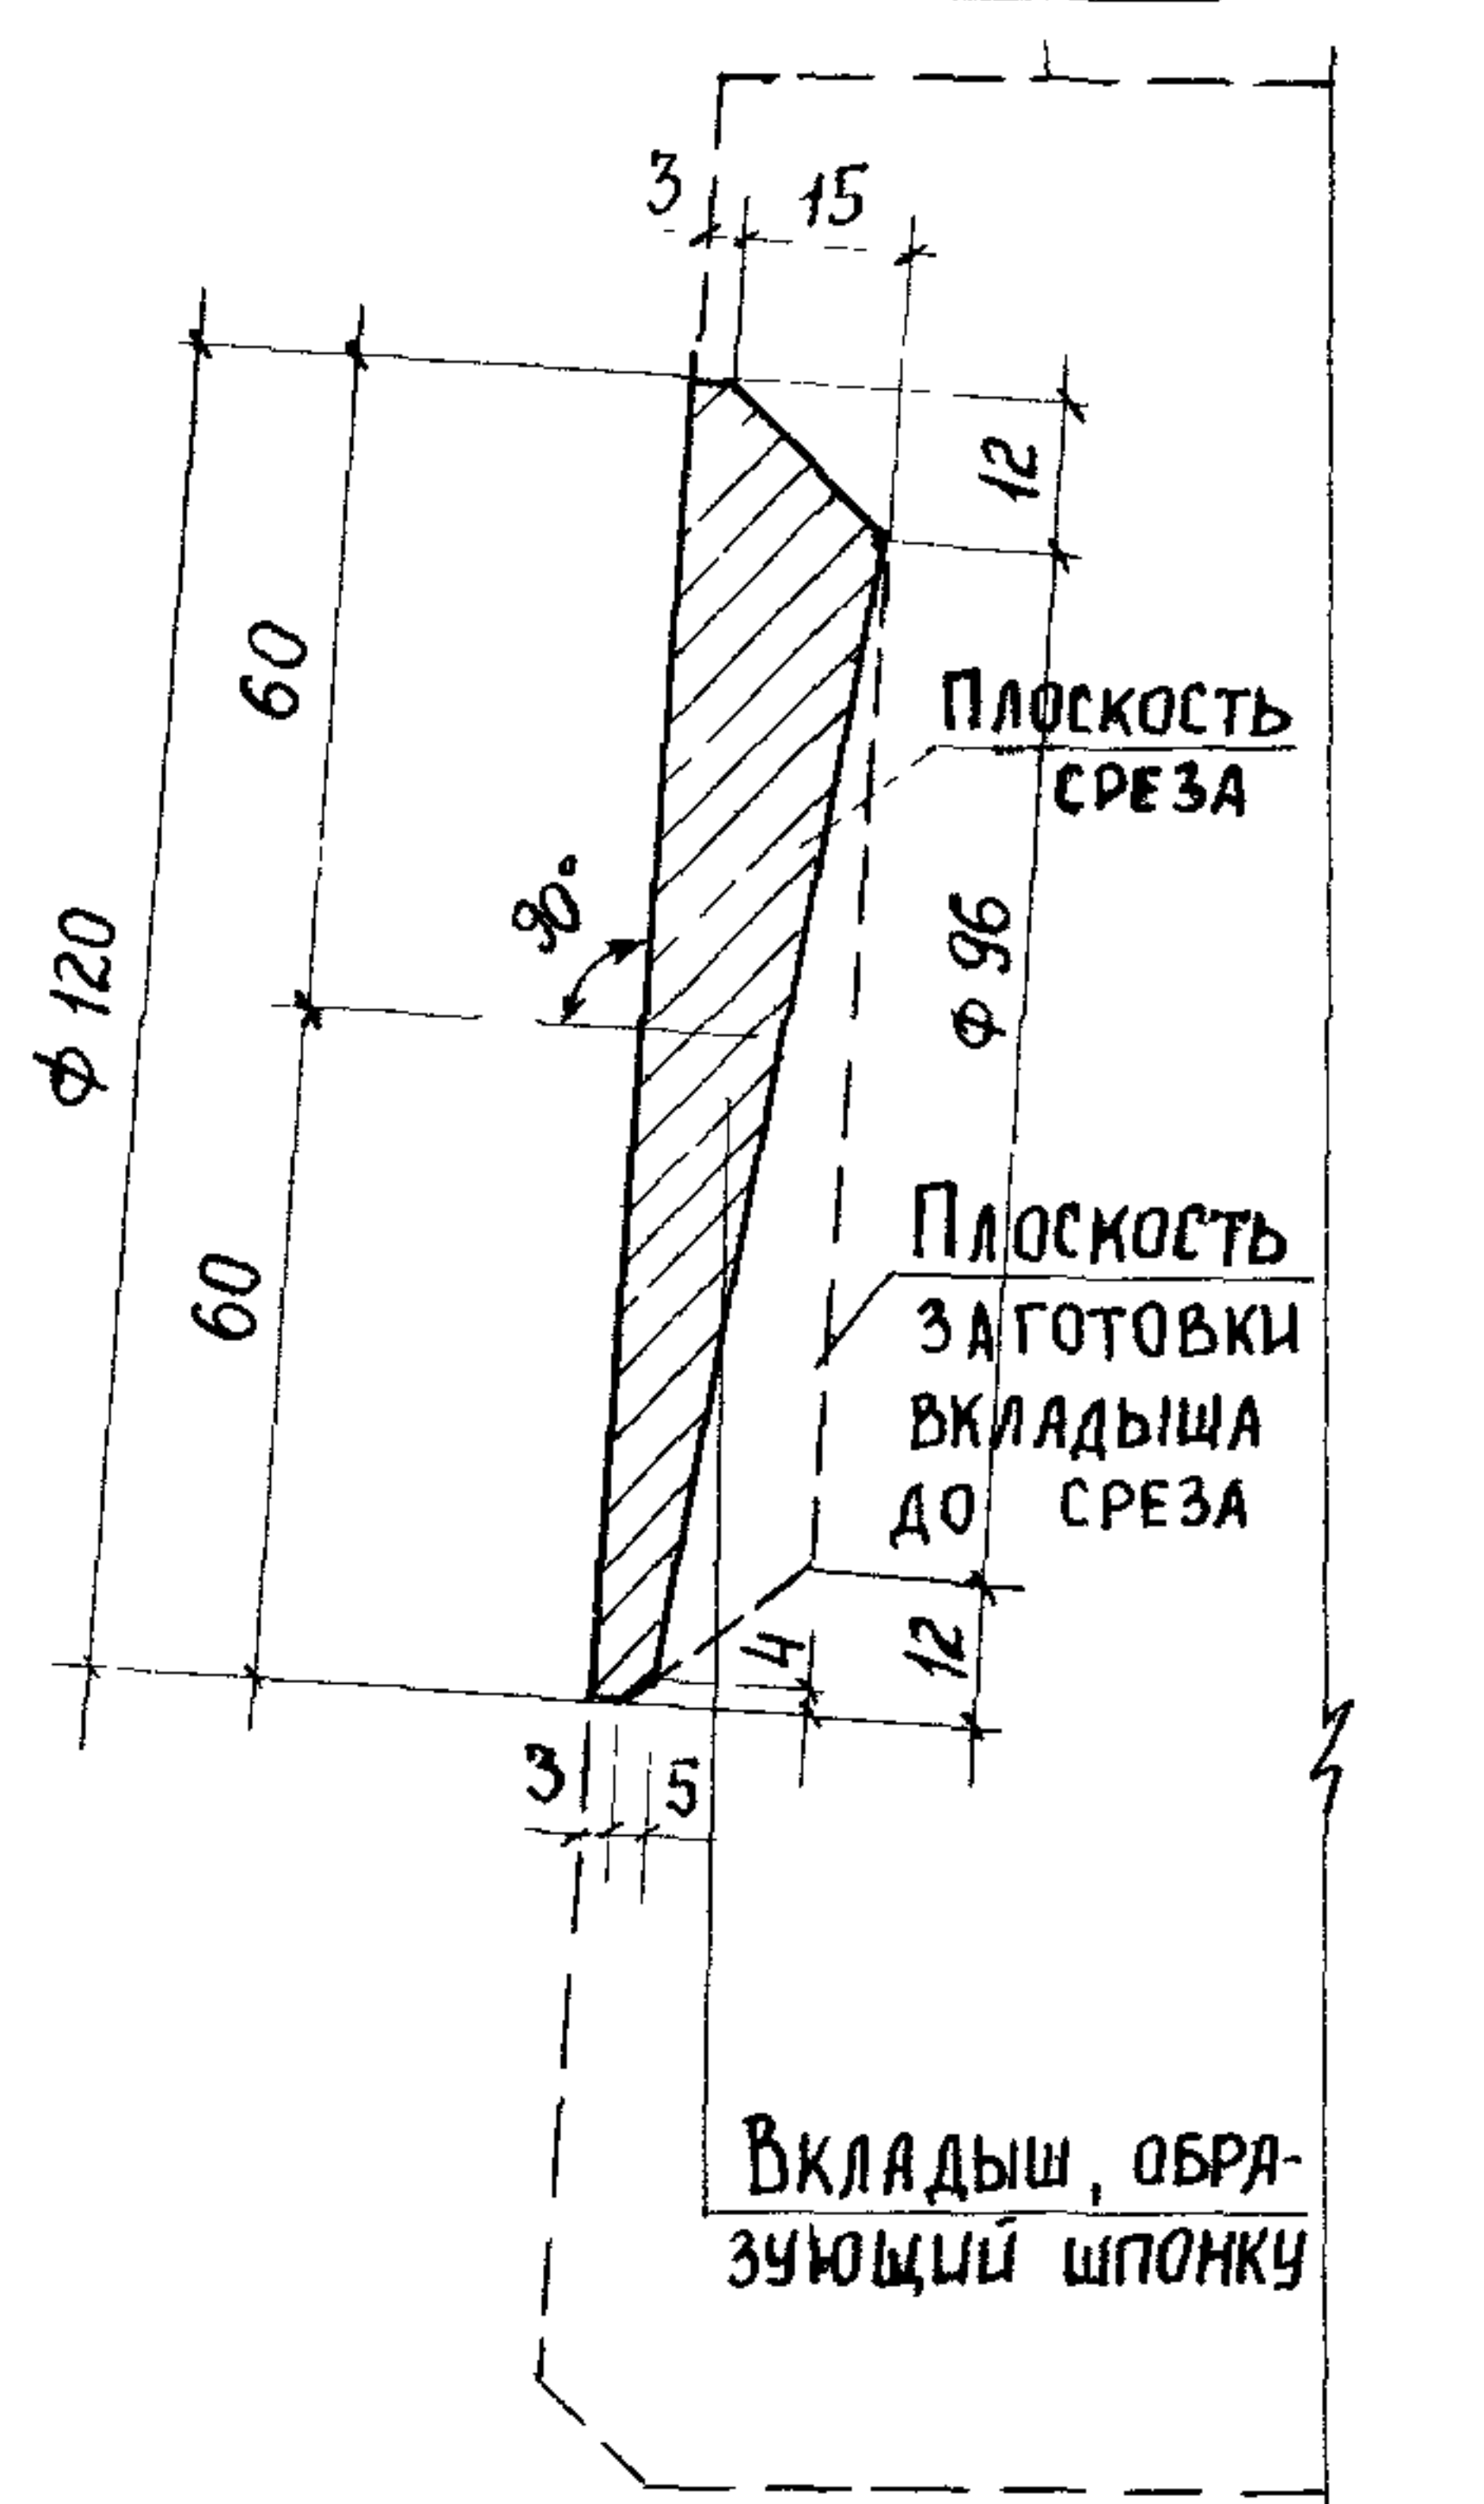 3
15
12
60
ПЛОСКОСТЬ
СРЕЗА
90°
ф 120
ф 96
60
ПЛОСКОСТЬ
ЗАГОТОВКИ
ВКЛАДЫША
ДО СРЕЗА
4
12
3
5
ВКЛАДЫШ, ОБРА-
ЗУЮЩИЙ ШПОНКУ